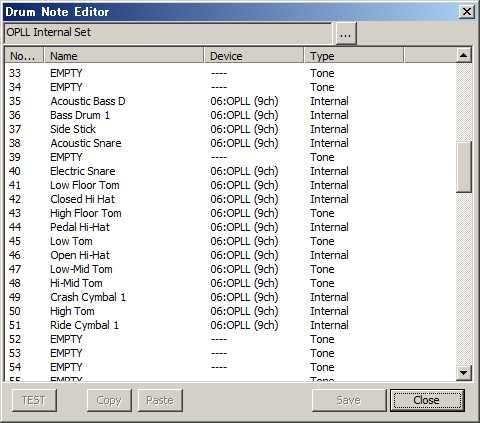 Drum Note Editor
OPLL Internal Set ...
No... Name Device Type
33 EMPTY ---- Tone
34 EMPTY ---- Tone
35 Acoustic Bass D 06:OPLL (9ch) Internal
36 Bass Drum 1 06:OPLL (9ch) Internal
37 Side Stick 06:OPLL (9ch) Internal
38 Acoustic Snare 06:OPLL (9ch) Internal
39 EMPTY ---- Tone
40 Electric Snare 06:OPLL (9ch) Internal
41 Low Floor Tom 06:OPLL (9ch) Tone
42 Closed Hi Hat 06:OPLL (9ch) Internal
43 High Floor Tom 06:OPLL (9ch) Tone
44 Pedal Hi-Hat 06:OPLL (9ch) Internal
45 Low Tom 06:OPLL (9ch) Tone
46 Open Hi-Hat 06:OPLL (9ch) Internal
47 Low-Mid Tom 06:OPLL (9ch) Tone
48 Hi-Mid Tom 06:OPLL (9ch) Tone
49 Crash Cymbal 1 06:OPLL (9ch) Internal
50 High Tom 06:OPLL (9ch) Tone
51 Ride Cymbal 1 06:OPLL (9ch) Internal
52 EMPTY ---- Tone
53 EMPTY ---- Tone
54 EMPTY ---- Tone
55 EMPTY ---- Tone
TEST Copy Paste Save Close